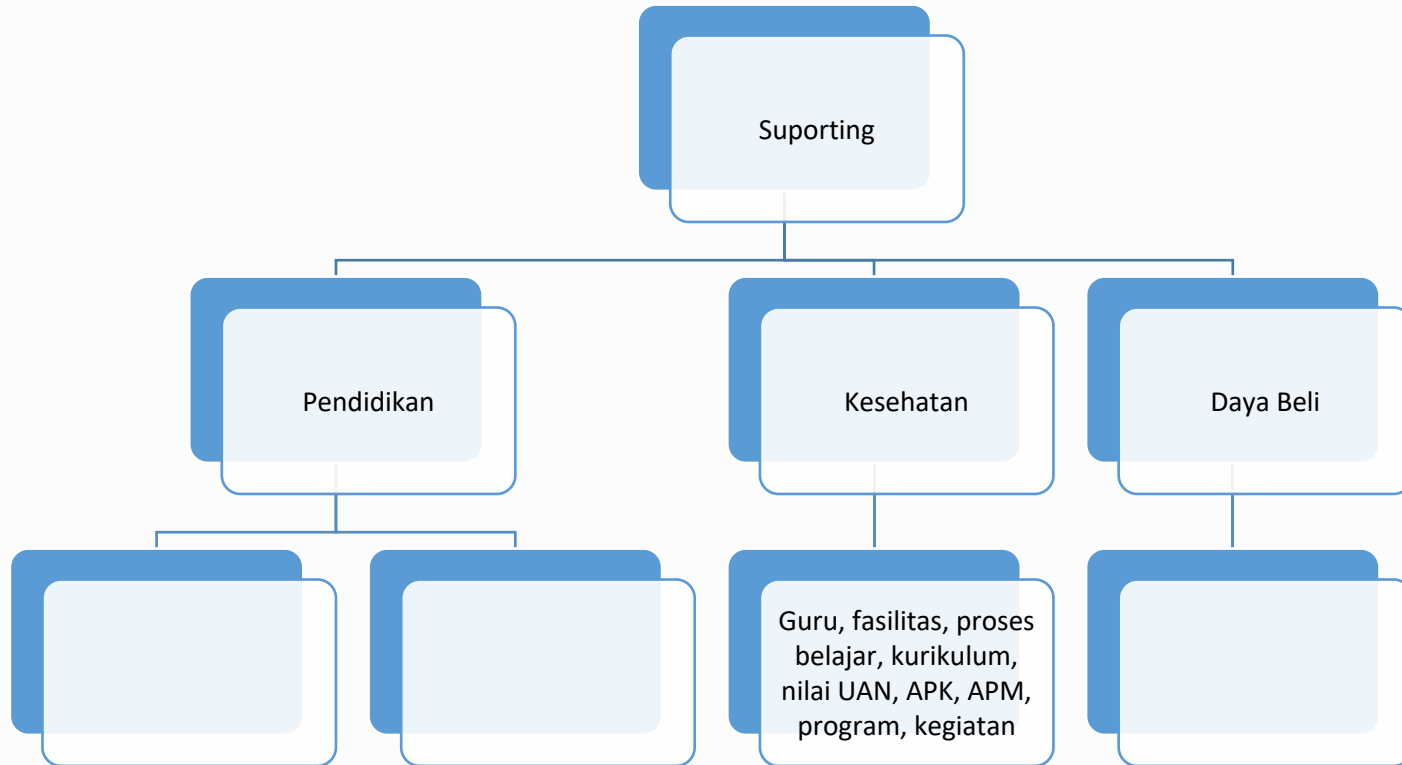 Suporting
Pendidikan
Kesehatan
Daya Beli
Guru, fasilitas, proses
belajar, kurikulum,
nilai UAN, APK, APM,
program, kegiatan